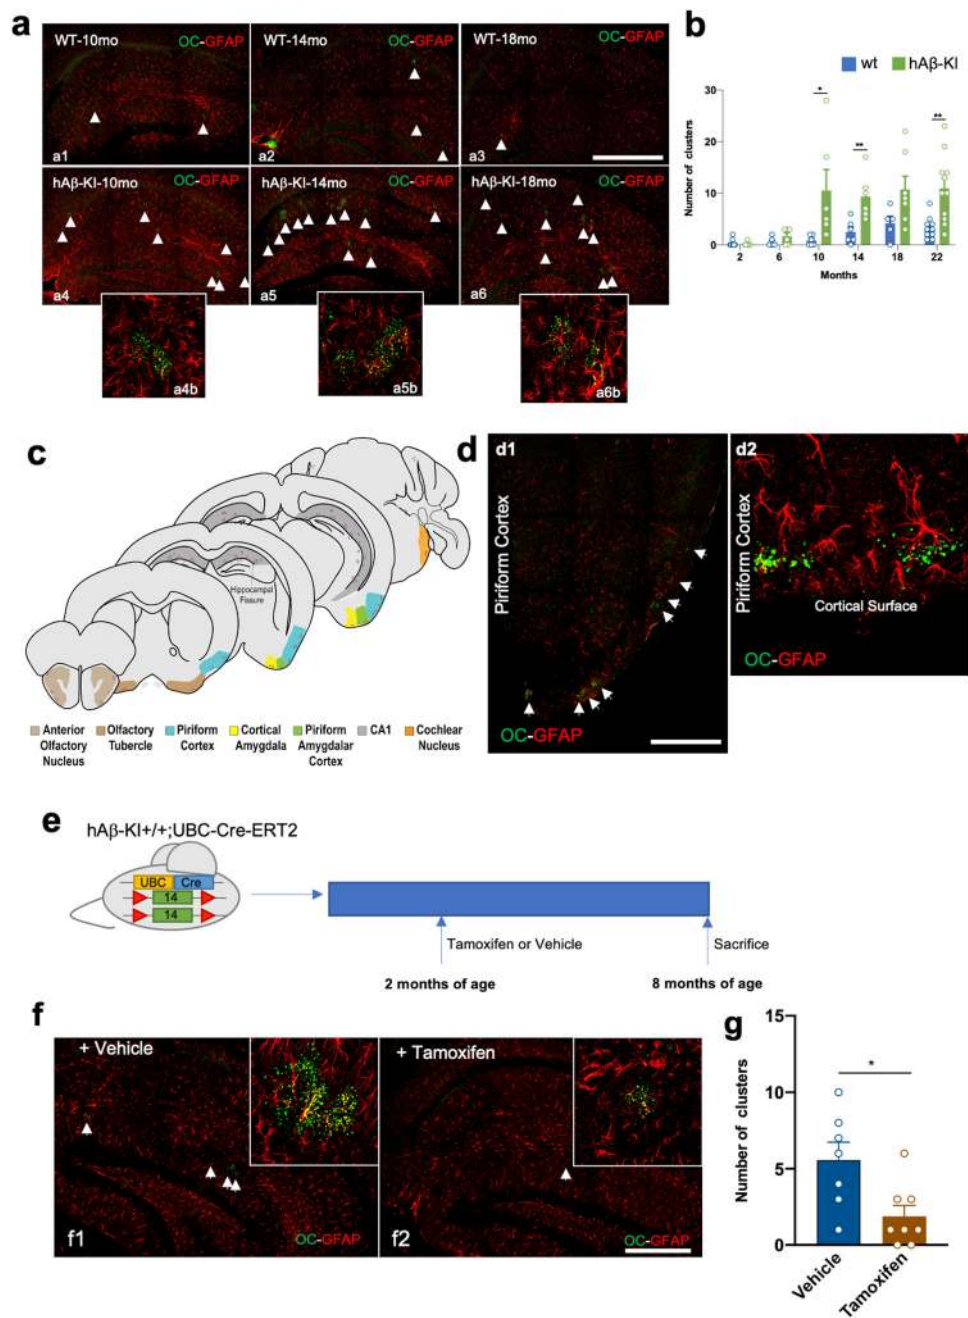 a
WT-10mo
OC-GFAP
a1
WT-14mo
OC-GFAP
a2
WT-18mo
OC-GFAP
a3
hAβ-KI-10mo
OC-GFAP
a4
hAβ-KI-14mo
OC-GFAP
a5
hAβ-KI-18mo
OC-GFAP
a6
a4b
a5b
a6b
b
wt
hAβ-KI
Number of clusters
30
20
10
0
*
**
**
2
6
10
14
18
22
Months
c
Hippocampal
Fissure
Anterior
Olfactory
Nucleus
Olfactory
Tubercle
Piriform
Cortex
Cortical
Amygdala
Piriform
Amygdalar
Cortex
CA1
Cochlear
Nucleus
d
d1
Piriform Cortex
OC-GFAP
d2
Piriform Cortex
Cortical Surface
OC-GFAP
e
hAβ-KI+/+;UBC-Cre-ERT2
UBC
Cre
14
14
Tamoxifen or Vehicle
Sacrifice
2 months of age
8 months of age
f
+ Vehicle
f1
OC-GFAP
+ Tamoxifen
f2
OC-GFAP
g
Number of clusters
15
10
5
0
*
Vehicle
Tamoxifen